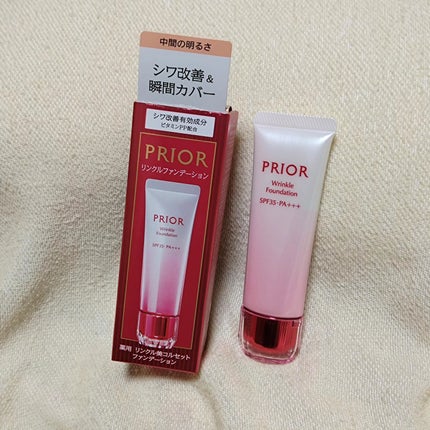 中間の明るさ
シワ改善&
瞬間カバー
シワ改善有効成分
ビタミンPP配合
PRIOR
リンクルファンデーション
PRIOR
Wrinkle
Foundation
SPF35・PA+++
薬用 リンクル美コルセット
ファンデーション
PRIOR
Wrinkle
Foundation
SPF35・PA+++